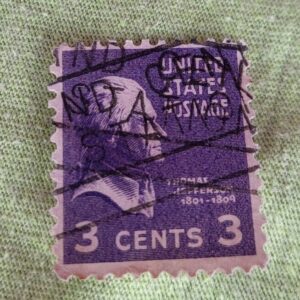 UNITED
STATES
POSTAGE
THOMAS
JEFFERSON
1801-1809
3 CENTS 3